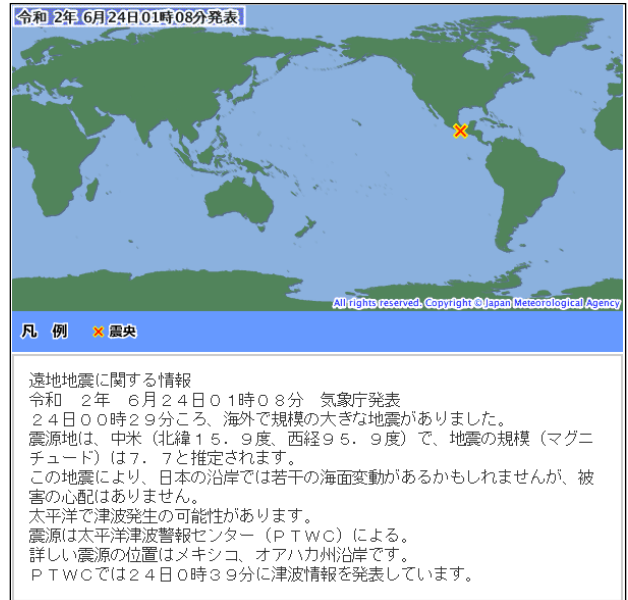 令和 2年 6月24日01時08分発表
All rights reserved. Copyright © Japan Meteorological Agency
凡 例 震央
遠地地震に関する情報
令和 ２年 ６月２４日０１時０８分 気象庁発表
２４日００時２９分ころ、海外で規模の大きな地震がありました。
震源地は、中米（北緯１５．９度、西経９５．９度）で、地震の規模（マグニ
チュード）は７．７と推定されます。
この地震により、日本の沿岸では若干の海面変動があるかもしれませんが、被
害の心配はありません。
太平洋で津波発生の可能性があります。
震源は太平洋津波警報センター（ＰＴＷＣ）による。
詳しい震源の位置はメキシコ、オアハカ州沿岸です。
ＰＴＷＣでは２４日０時３９分に津波情報を発表しています。